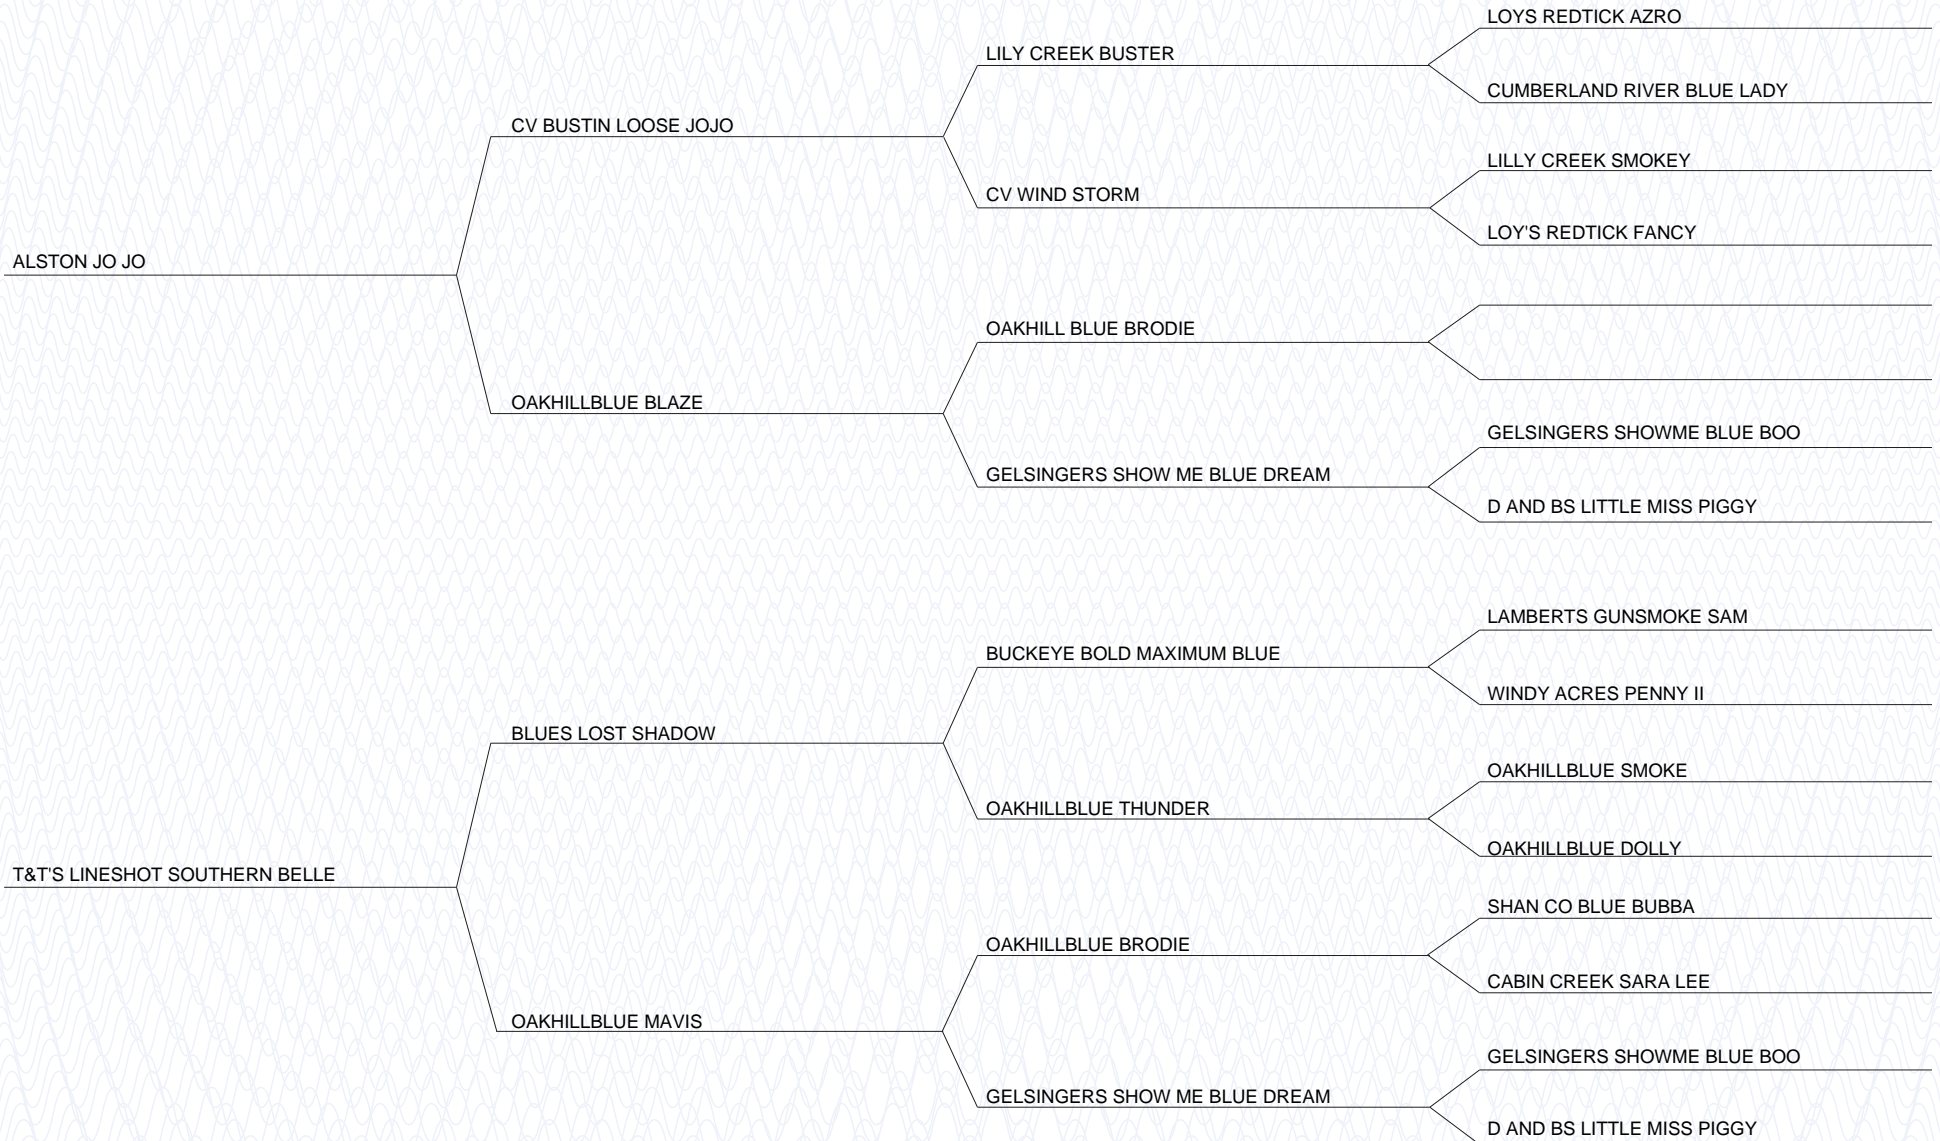 LOYS REDTICK AZRO
LILY CREEK BUSTER
CUMBERLAND RIVER BLUE LADY
CV BUSTIN LOOSE JOJO
LILLY CREEK SMOKEY
CV WIND STORM
LOY'S REDTICK FANCY
ALSTON JO JO
OAKHILL BLUE BRODIE
OAKHILLBLUE BLAZE
GELSINGERS SHOWME BLUE BOO
GELSINGERS SHOW ME BLUE DREAM
D AND BS LITTLE MISS PIGGY
LAMBERTS GUNSMOKE SAM
BUCKEYE BOLD MAXIMUM BLUE
WINDY ACRES PENNY II
BLUES LOST SHADOW
OAKHILLBLUE SMOKE
OAKHILLBLUE THUNDER
OAKHILLBLUE DOLLY
T&T'S LINESHOT SOUTHERN BELLE
SHAN CO BLUE BUBBA
OAKHILLBLUE BRODIE
CABIN CREEK SARA LEE
OAKHILLBLUE MAVIS
GELSINGERS SHOWME BLUE BOO
GELSINGERS SHOW ME BLUE DREAM
D AND BS LITTLE MISS PIGGY